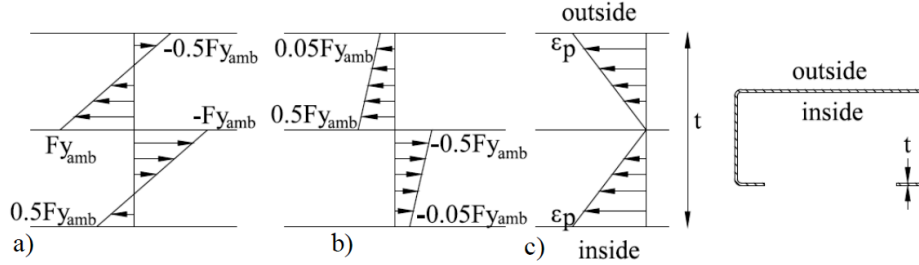 outside
-0.5Fy_amb
0.05Fy_amb
ε_p
outside
inside
-Fy_amb
Fy_amb
0.5Fy_amb
t
-0.5Fy_amb
t
0.5Fy_amb
-0.05Fy_amb
ε_p
a)
b)
c)
inside